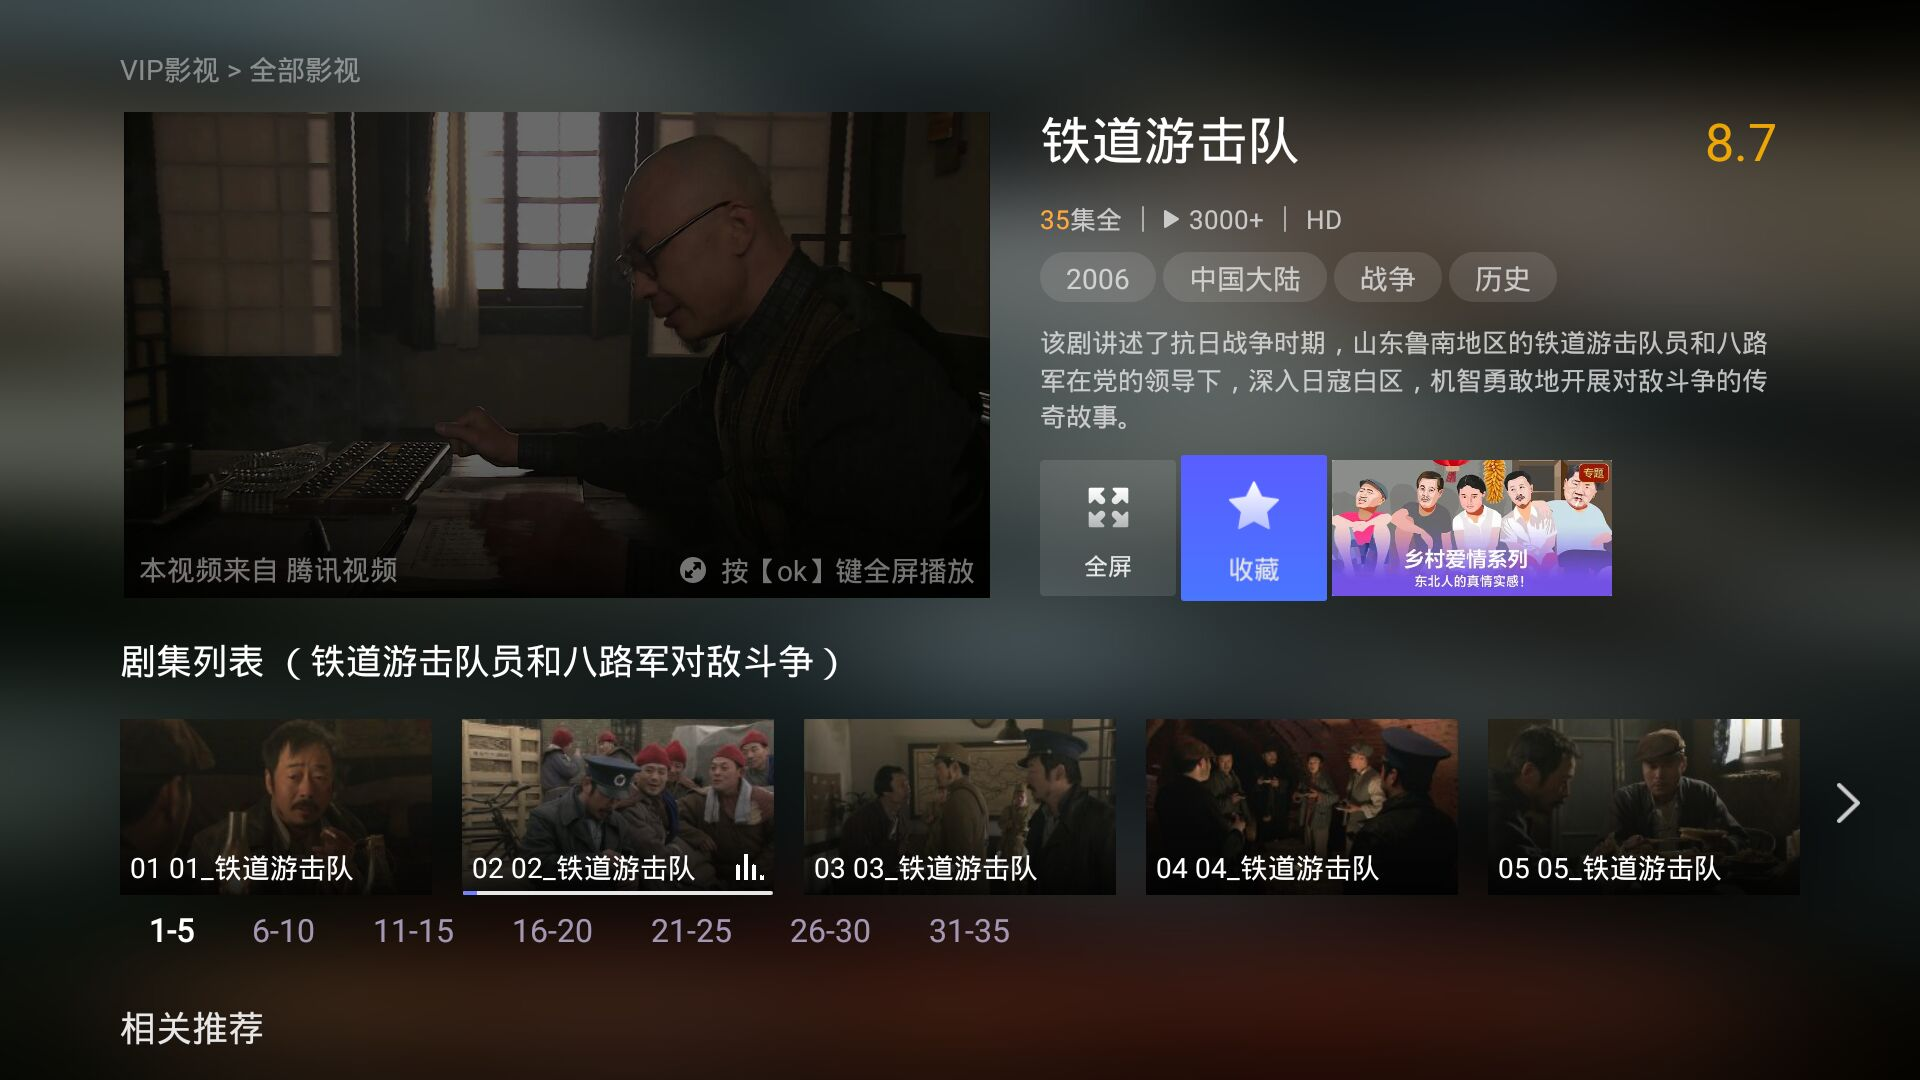 VIP影视 > 全部影视
本视频来自 腾讯视频
按【ok】键全屏播放
铁道游击队
8.7
35集全 | 3000+ | HD
2006 中国大陆 战争 历史
该剧讲述了抗日战争时期，山东鲁南地区的铁道游击队员和八路
军在党的领导下，深入日寇白区，机智勇敢地开展对敌斗争的传
奇故事。
全屏
收藏
专题
乡村爱情系列
东北人的真情实感！
剧集列表 （铁道游击队员和八路军对敌斗争）
01 01_铁道游击队
02 02_铁道游击队
03 03_铁道游击队
04 04_铁道游击队
05 05_铁道游击队
1-5 6-10 11-15 16-20 21-25 26-30 31-35
相关推荐